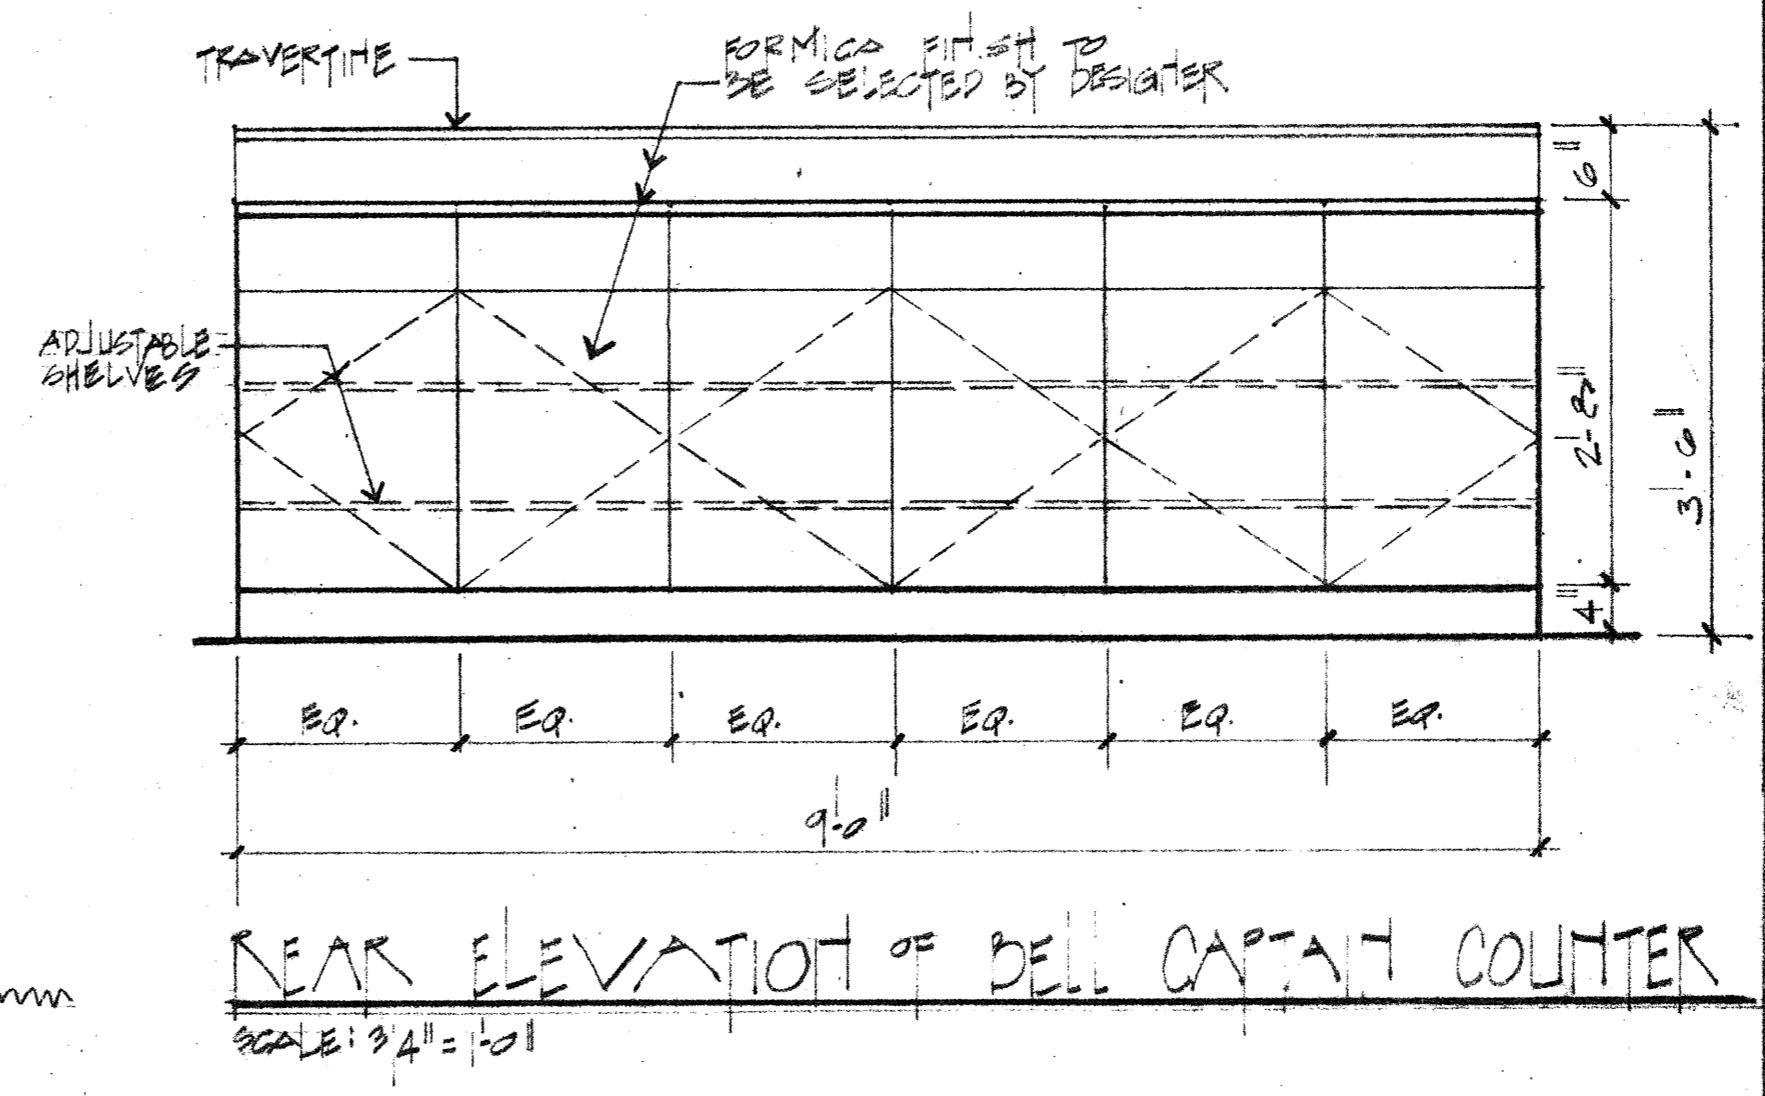 TRAVERTINE
FORMICA FINISH TO
BE SELECTED BY DESIGNER
6"
ADJUSTABLE
SHELVES
2'-8"
3'-6"
4"
EQ. EQ. EQ. EQ. EQ. EQ.
9'-0"
REAR ELEVATION OF BELL CAPTAIN COUNTER
SCALE: 3/4" = 1'-0"